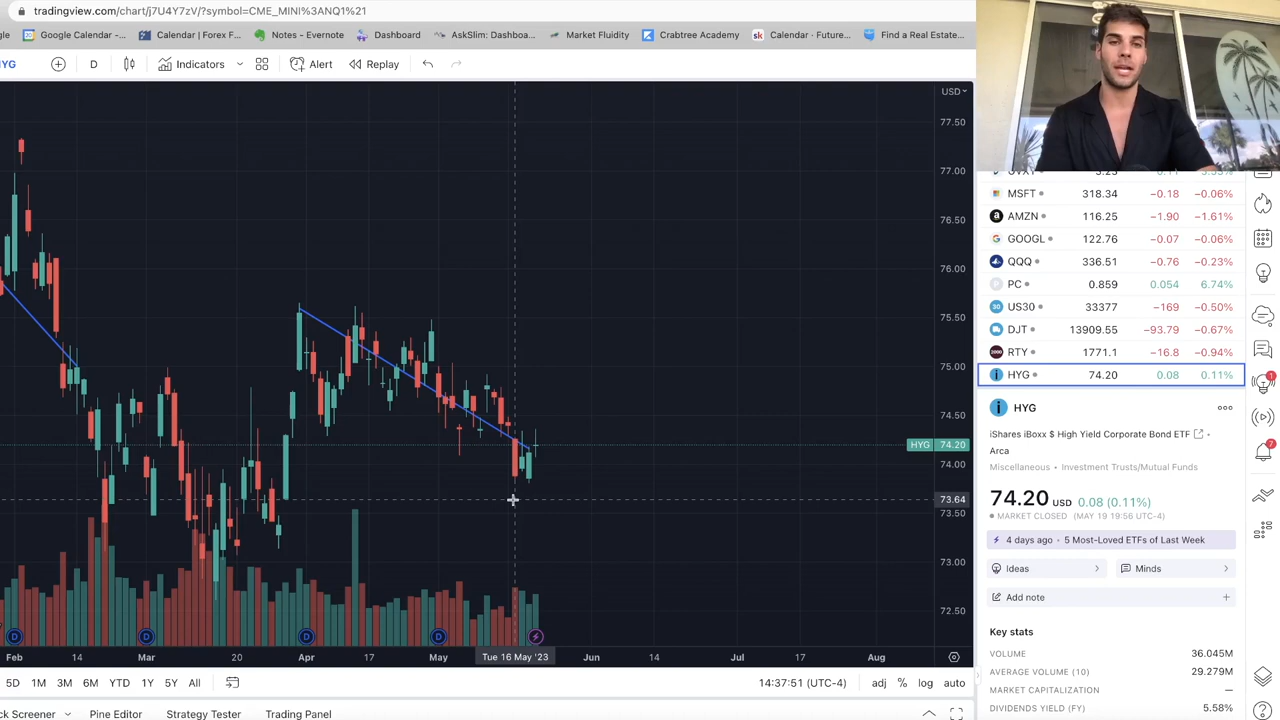 tradingview.com/chart/j7U4Y7zV/?symbol=CME_MINI%3ANQ1%21
gle Google Calendar -... Calendar | Forex F... Notes - Evernote Dashboard AskSlim: Dashboa... Market Fluidity Crabtree Academy sk Calendar · Future... Find a Real Estate...
YG D Indicators Alert Replay
USD
77.50
77.00
76.50
76.00
75.50
75.00
74.50
HYG 74.20
74.00
73.64
73.50
73.00
72.50
D D D D
Feb 14 Mar 20 Apr 17 May Tue 16 May '23 Jun 14 Jul 17 Aug
5D 1M 3M 6M YTD 1Y 5Y All 14:37:51 (UTC-4) adj % log auto
ck Screener Pine Editor Strategy Tester Trading Panel
MSFT 318.34 −0.18 −0.06%
AMZN 116.25 −1.90 −1.61%
GOOGL 122.76 −0.07 −0.06%
QQQ 336.51 −0.76 −0.23%
PC 0.859 0.054 6.74%
US30 33377 −169 −0.50%
DJT 13909.55 −93.79 −0.67%
RTY 1771.1 −16.8 −0.94%
HYG 74.20 0.08 0.11%
HYG
iShares iBoxx $ High Yield Corporate Bond ETF ·
Arca
Miscellaneous · Investment Trusts/Mutual Funds
74.20 USD 0.08 (0.11%)
MARKET CLOSED (MAY 19 19:56 UTC-4)
4 days ago · 5 Most-Loved ETFs of Last Week
Ideas Minds
Add note
Key stats
VOLUME 36.045M
AVERAGE VOLUME (10) 29.279M
MARKET CAPITALIZATION —
DIVIDENDS YIELD (FY) 5.58%
1
7